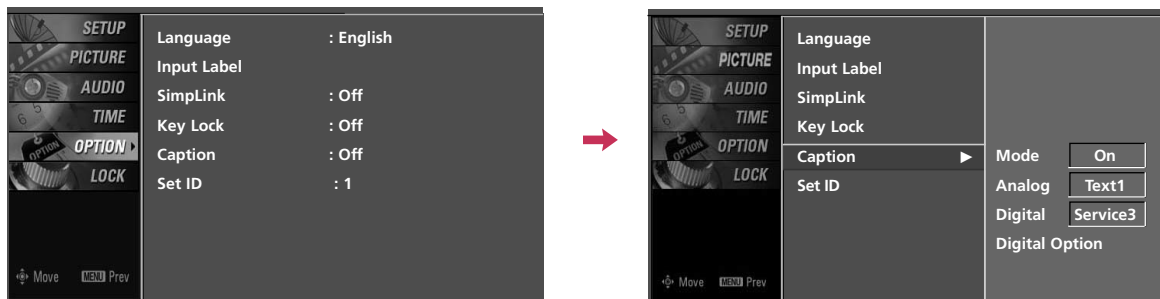 SETUP
PICTURE
AUDIO
TIME
OPTION
LOCK
Move MENU Prev
Language : English
Input Label
SimpLink : Off
Key Lock : Off
Caption : Off
Set ID : 1
SETUP
PICTURE
AUDIO
TIME
OPTION
LOCK
Move MENU Prev
Language
Input Label
SimpLink
Key Lock
Caption
Set ID
Mode On
Analog Text1
Digital Service3
Digital Option